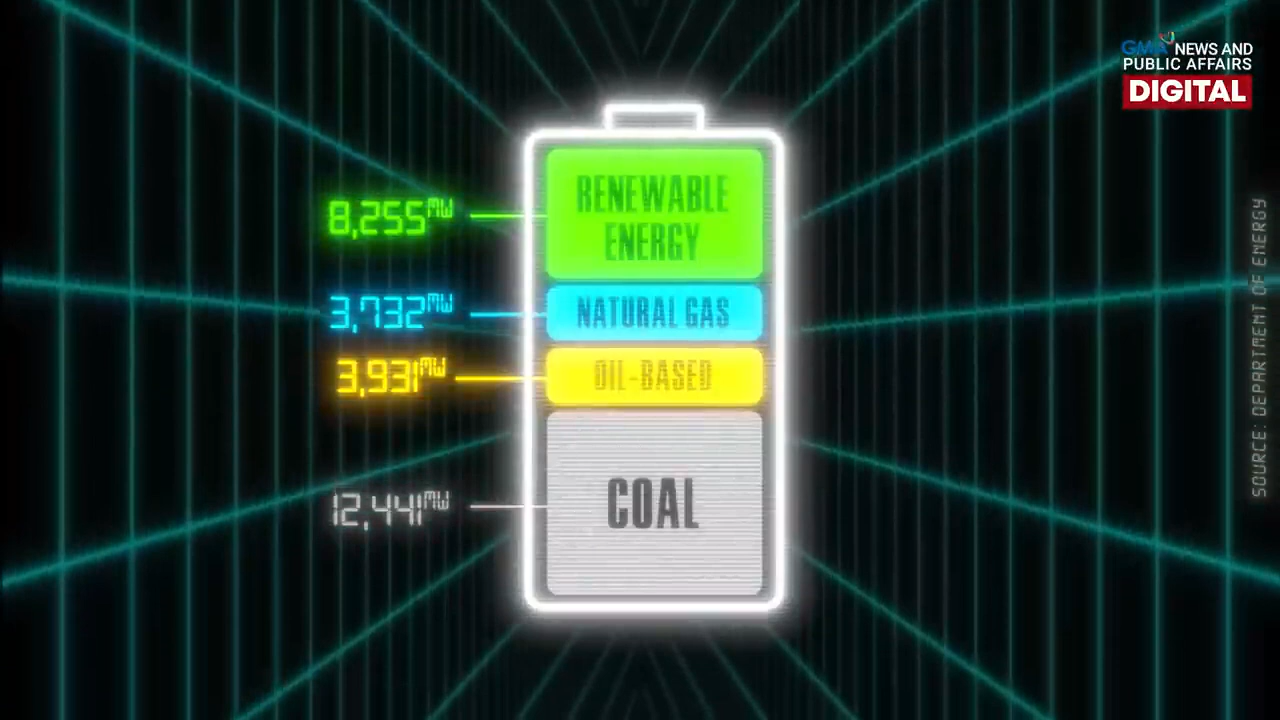 GMA NEWS AND
PUBLIC AFFAIRS
DIGITAL
RENEWABLE
ENERGY
8,255MW
NATURAL GAS
3,732MW
OIL-BASED
3,931MW
COAL
12,441MW
SOURCE: DEPARTMENT OF ENERGY